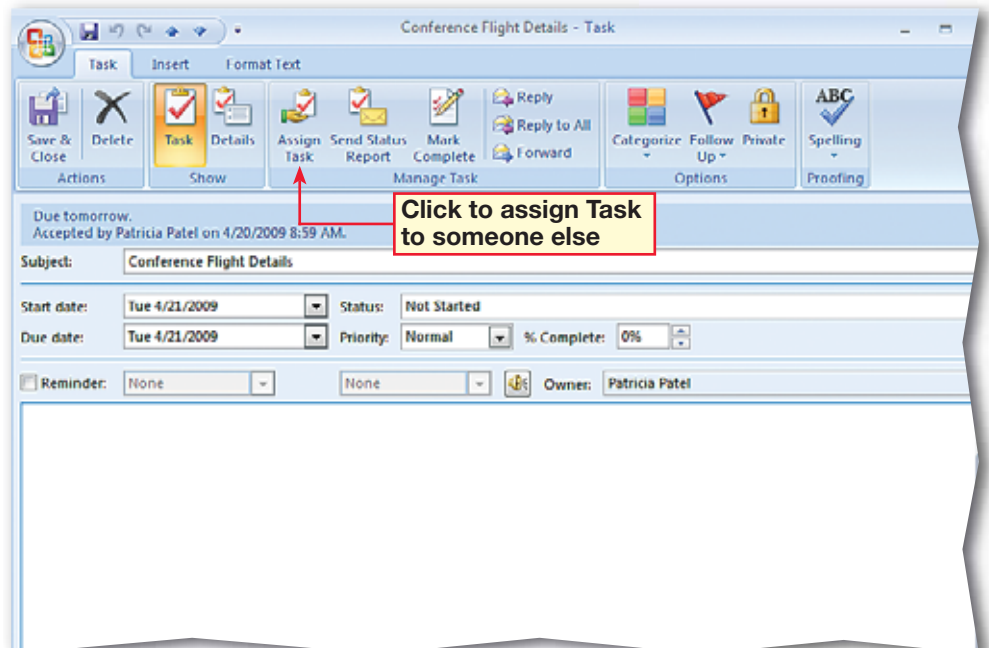 Conference Flight Details - Task
Task Insert Format Text
Save & Close
Delete
Task
Details
Assign Task
Send Status Report
Mark Complete
Reply
Reply to All
Forward
Categorize
Follow Up
Private
ABC
Spelling
Actions Show Manage Task Options Proofing
Click to assign Task
to someone else
Due tomorrow.
Accepted by Patricia Patel on 4/20/2009 8:59 AM.
Subject: Conference Flight Details
Start date: Tue 4/21/2009 Status: Not Started
Due date: Tue 4/21/2009 Priority: Normal % Complete: 0%
Reminder: None None Owner: Patricia Patel